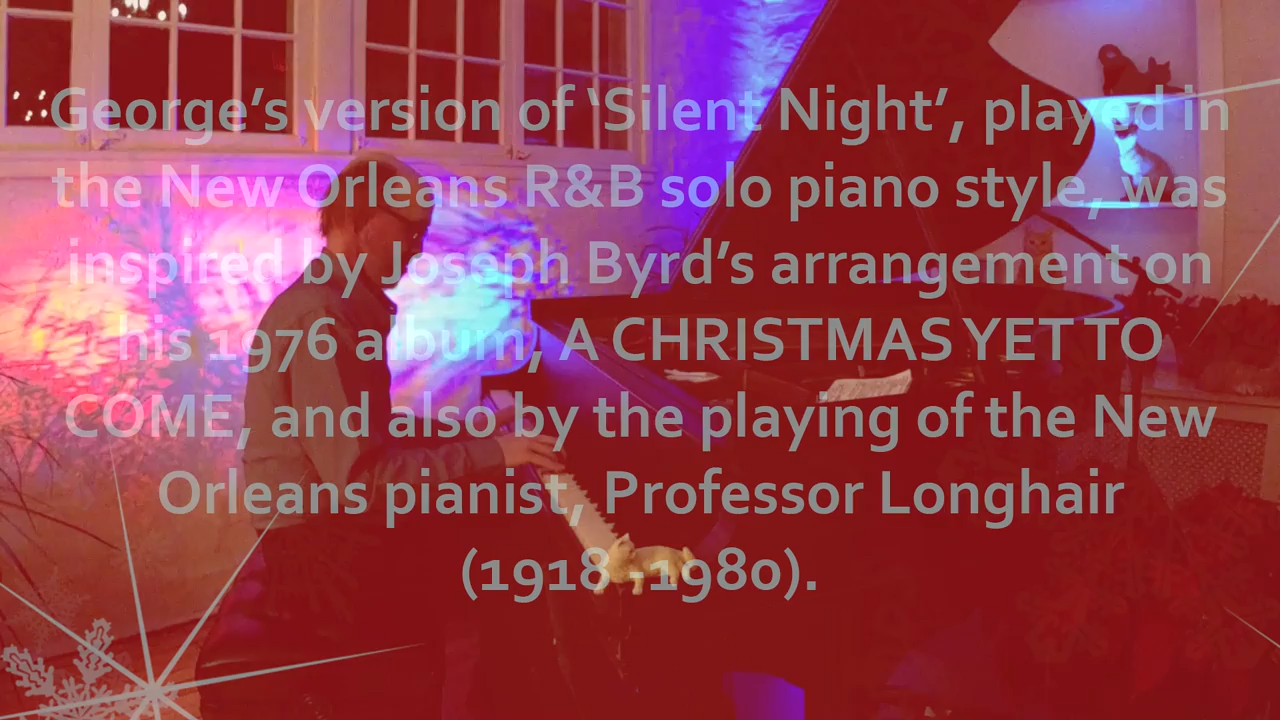 George’s version of ‘Silent Night’, played in
the New Orleans R&B solo piano style, was
inspired by Joseph Byrd’s arrangement on
his 1976 album, A CHRISTMAS YET TO
COME, and also by the playing of the New
Orleans pianist, Professor Longhair
(1918 -1980).